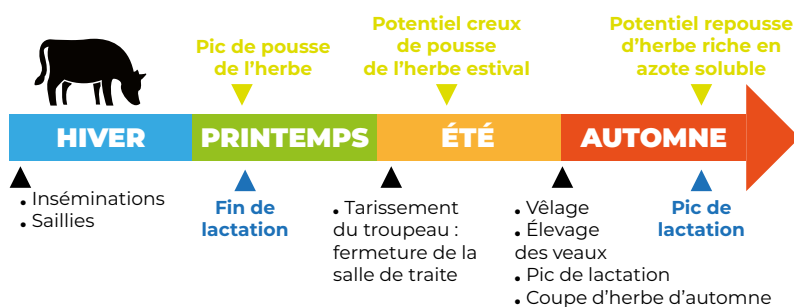 Pic de pousse
de l'herbe
Potentiel creux
de pousse
de l'herbe estival
Potentiel repousse
d'herbe riche en
azote soluble
HIVER
PRINTEMPS
ÉTÉ
AUTOMNE
• Inséminations
• Saillies
Fin de
lactation
• Tarissement
du troupeau :
fermeture de la
salle de traite
• Vêlage
• Élevage
des veaux
• Pic de lactation
• Coupe d'herbe d'automne
Pic de
lactation